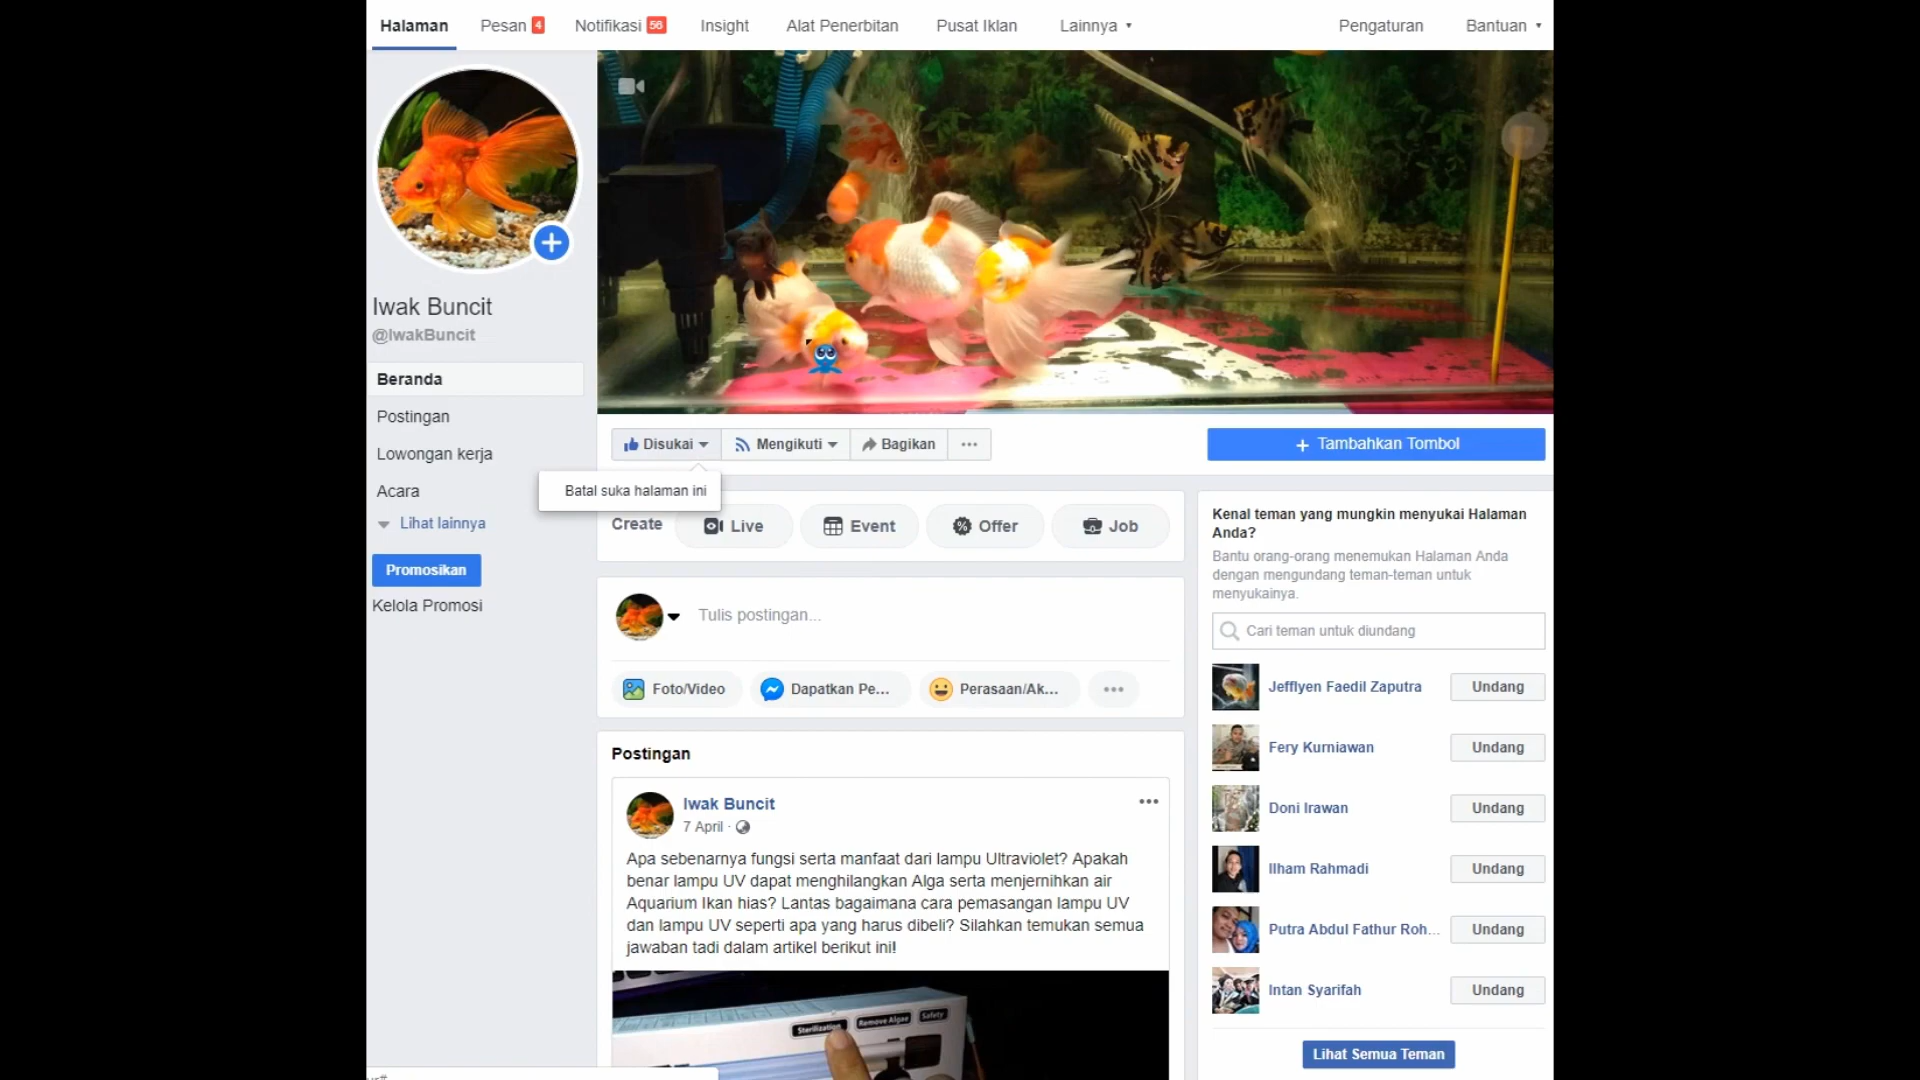 Halaman
Pesan 4
Notifikasi 56
Insight
Alat Penerbitan
Pusat Iklan
Lainnya
Pengaturan
Bantuan
Iwak Buncit
@IwakBuncit
Beranda
Postingan
Lowongan kerja
Acara
Lihat lainnya
Promosikan
Kelola Promosi
Disukai
Mengikuti
Bagikan
Tambahkan Tombol
Batal suka halaman ini
Create
Live
Event
Offer
Job
Tulis postingan...
Foto/Video
Dapatkan Pe...
Perasaan/Ak...
Postingan
Iwak Buncit
7 April ·
Apa sebenarnya fungsi serta manfaat dari lampu Ultraviolet? Apakah
benar lampu UV dapat menghilangkan Alga serta menjernihkan air
Aquarium Ikan hias? Lantas bagaimana cara pemasangan lampu UV
dan lampu UV seperti apa yang harus dibeli? Silahkan temukan semua
jawaban tadi dalam artikel berikut ini!
Sterilization
Remove Algae
Safety
Kenal teman yang mungkin menyukai Halaman
Anda?
Bantu orang-orang menemukan Halaman Anda
dengan mengundang teman-teman untuk
menyukainya.
Cari teman untuk diundang
Jefflyen Faedil Zaputra
Undang
Fery Kurniawan
Undang
Doni Irawan
Undang
Ilham Rahmadi
Undang
Putra Abdul Fathur Roh...
Undang
Intan Syarifah
Undang
Lihat Semua Teman